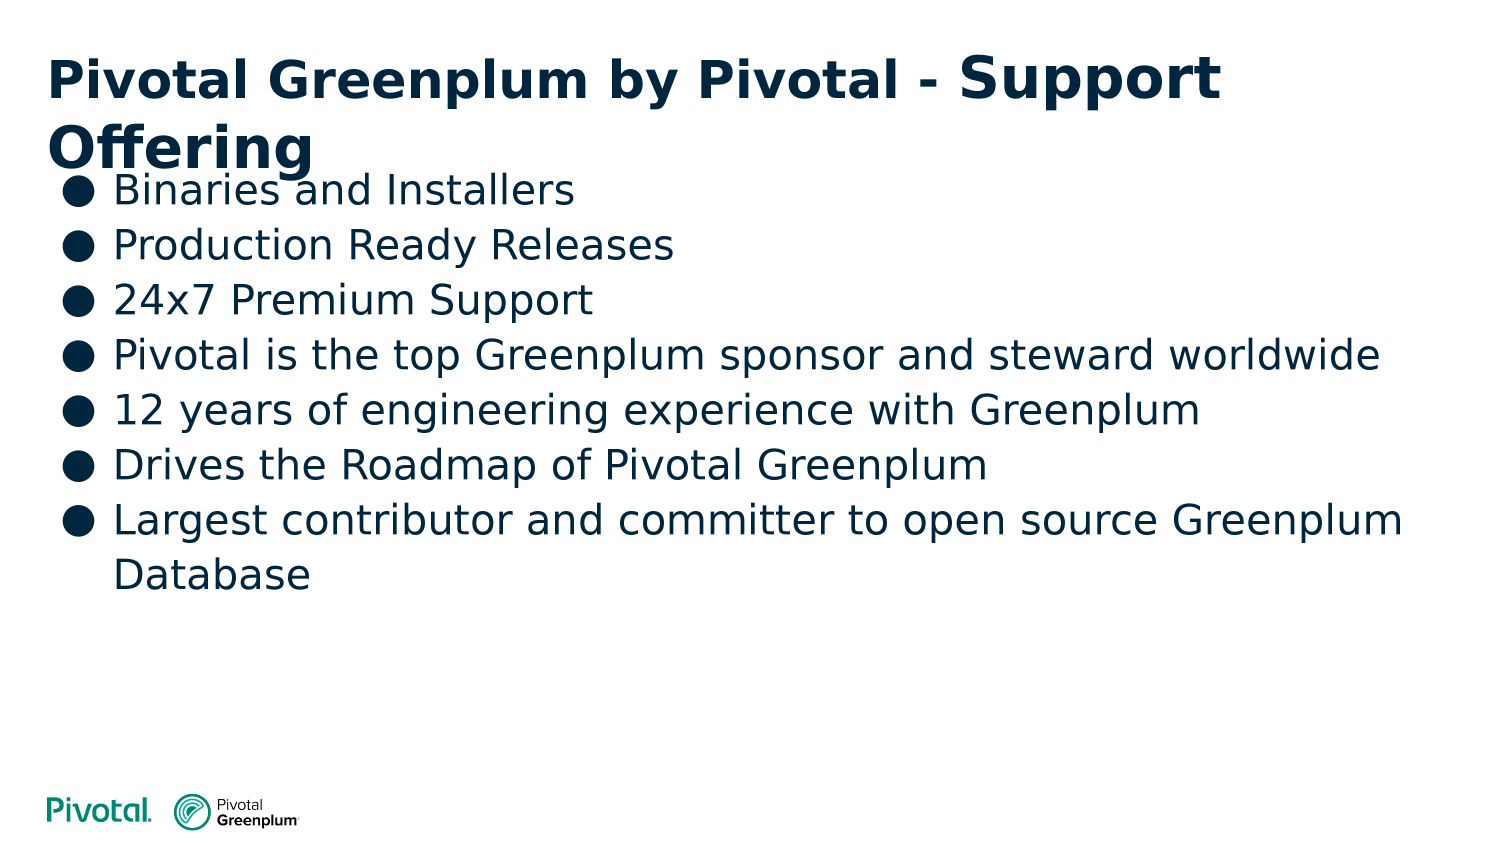 Pivotal Greenplum by Pivotal - Support
Offering
● Binaries and Installers
● Production Ready Releases
● 24x7 Premium Support
● Pivotal is the top Greenplum sponsor and steward worldwide
● 12 years of engineering experience with Greenplum
● Drives the Roadmap of Pivotal Greenplum
● Largest contributor and committer to open source Greenplum
Database
Pivotal.
Pivotal
Greenplum